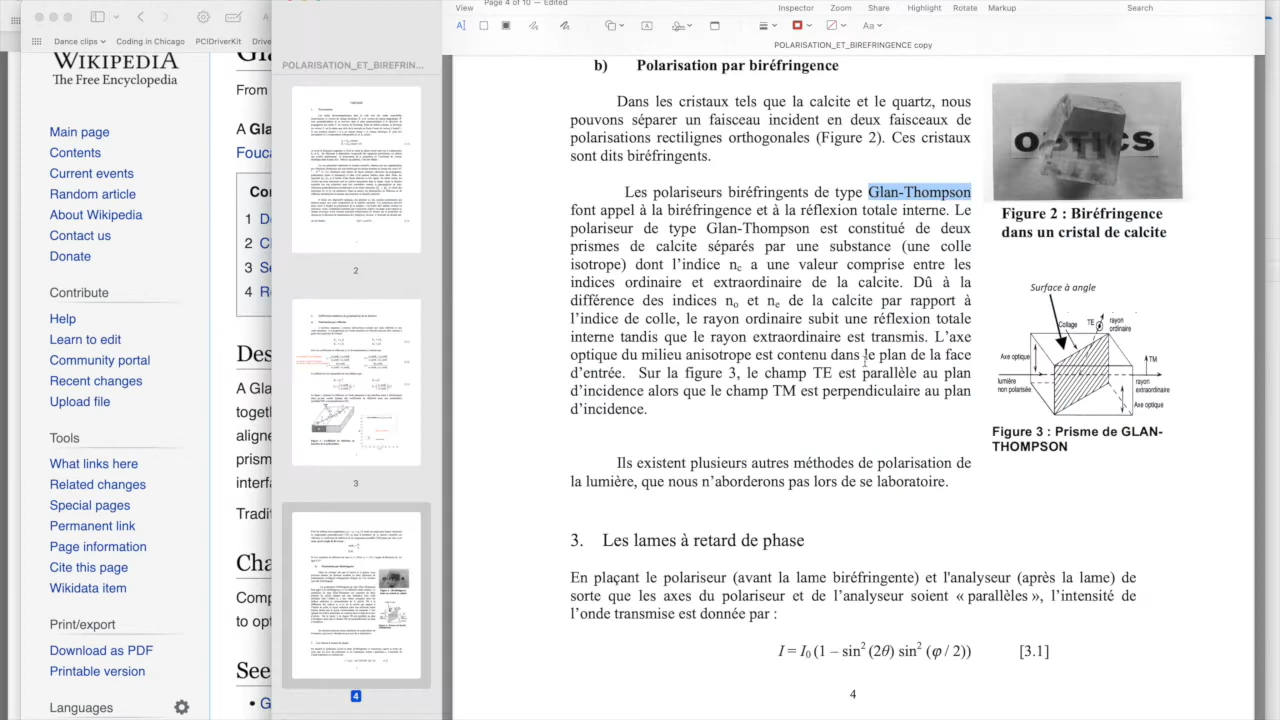 View
Page 4 of 10 — Edited
Inspector
Zoom
Share
Highlight
Rotate
Markup
Search
Aa
POLARISATION_ET_BIREFRINGENCE copy
Dance clips
Coding in Chicago
PCIDriverKit
Drive
WIKIPEDIA
The Free Encyclopedia
Main page
About Wikipedia
Contact us
Donate
Contribute
Help
Learn to edit
Community portal
Recent changes
Upload file
Tools
What links here
Related changes
Special pages
Permanent link
Page information
Cite this page
Download as PDF
Printable version
Languages
From
A Gl
Fouc
Co
1 D
2 C
3 Se
4 R
Des
A Gla
togeth
aligne
prism
interfa
Tradit
Cha
Comp
to opt
See
• G
POLARISATION_ET_BIREFRIN...
2
3
4
b) Polarisation par biréfringence
Dans les cristaux tels que la calcite et le quartz, nous
pouvons séparer un faisceau incident en deux faisceaux de
polarisations rectilignes orthogonales (figure 2). Ces cristaux
sont dits biréfringents.
Les polariseurs biréfringents de type Glan-Thompson
font appel à la biréfringence et à la réflexion totale interne. Le
polariseur de type Glan-Thompson est constitué de deux
prismes de calcite séparés par une substance (une colle
isotrope) dont l’indice nc a une valeur comprise entre les
indices ordinaire et extraordinaire de la calcite. Dû à la
différence des indices no et ne de la calcite par rapport à
l’indice de colle, le rayon ordinaire subit une réflexion totale
interne tandis que le rayon extraordinaire est transmis. L’axe
optique du milieu anisotrope est contenu dans le plan de la face
d’entrée. Sur la figure 3, le champ TE est parallèle au plan
d’incidence alors que le champ TM est perpendiculaire au plan
d’incidence.
Ils existent plusieurs autres méthodes de polarisation de
la lumière, que nous n’aborderons pas lors de se laboratoire.
Figure 2 : Biréfringence
dans un cristal de calcite
Surface à angle
Collage
TE
rayon
ordinaire
Axe optique
TM
lumière
non polarisée
rayon
extraordinaire
Axe optique
Figure 3 : Prisme de GLAN-
THOMPSON
3. Les lames à retard de phase
En plaçant le polariseur (avant la lame biréfringente) et l'analyseur (après la lame) de
sorte que les axes du polariseur et de l’analyseur soient « parallèles », l’intensité de
l’onde transmise est donnée par :
I = I0 (1 – sin2 (2θ) sin2 (φ / 2)) [3.1]
4